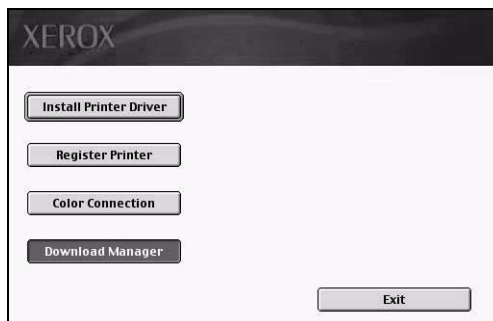 XEROX
Install Printer Driver
Register Printer
Color Connection
Download Manager
Exit